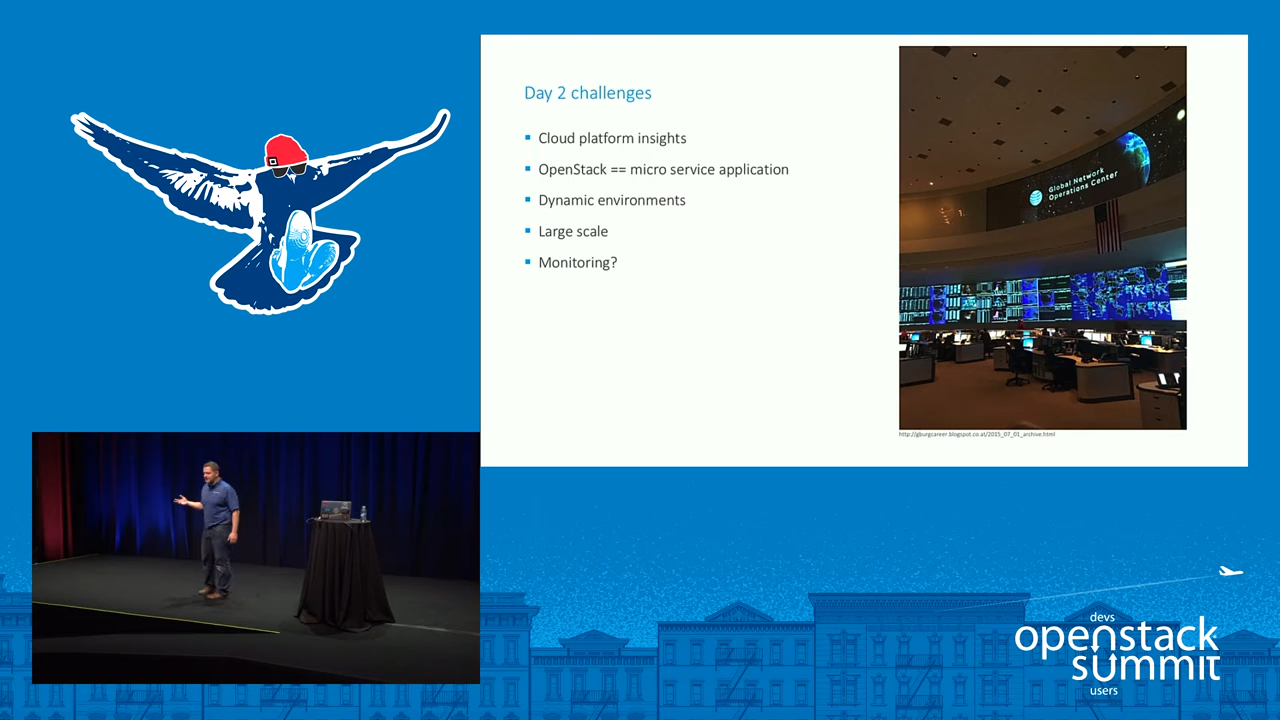 Day 2 challenges
Cloud platform insights
OpenStack == micro service application
Dynamic environments
Large scale
Monitoring?
Global Network
Operations Center
http://gburgcareer.blogspot.co.at/2015_07_01_archive.html
devs
openstack
summit
users